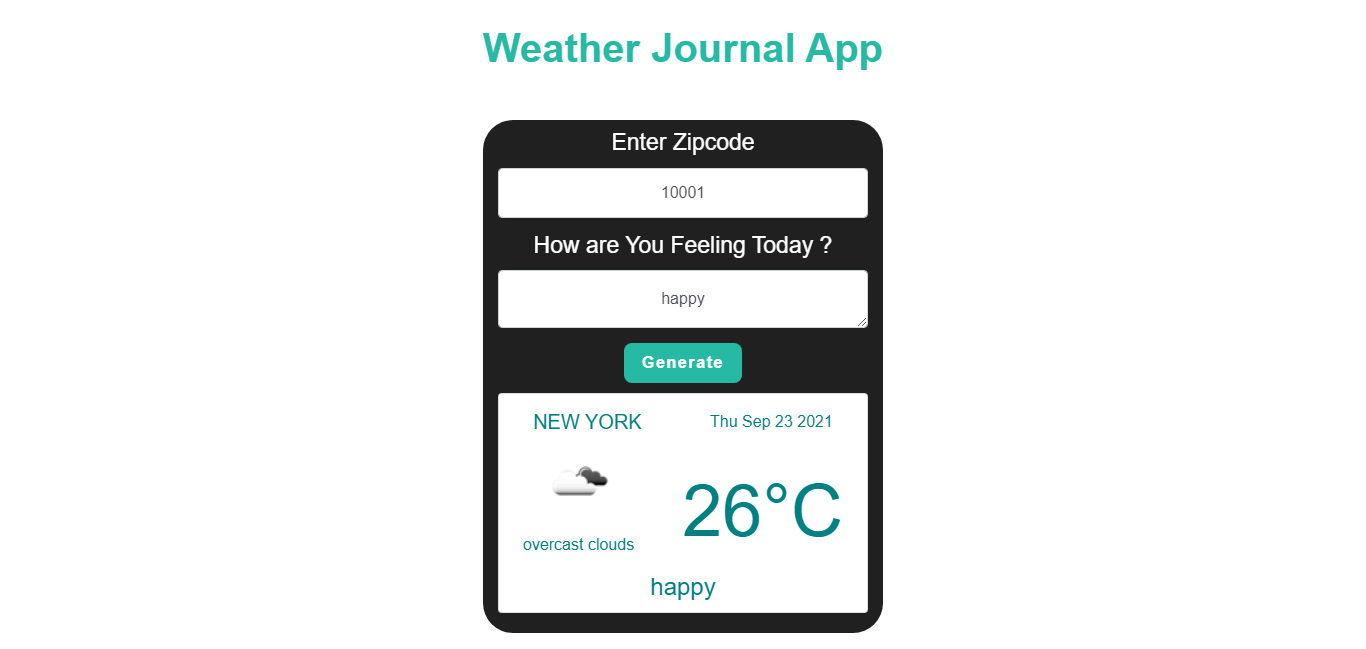 Weather Journal App
Enter Zipcode
10001
How are You Feeling Today ?
happy
Generate
NEW YORK
Thu Sep 23 2021
26°C
overcast clouds
happy